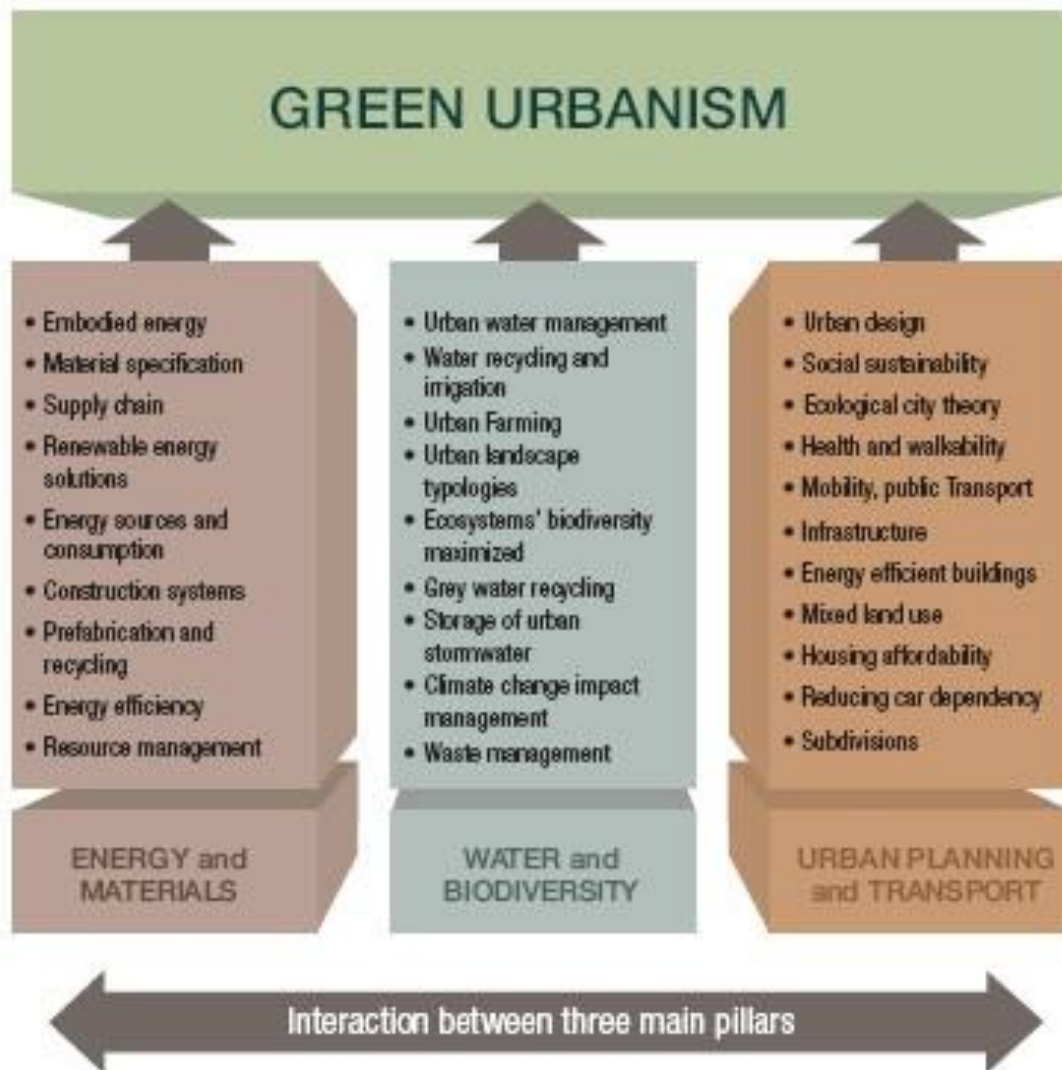 GREEN URBANISM
• Embodied energy
• Material specification
• Supply chain
• Renewable energy
solutions
• Energy sources and
consumption
• Construction systems
• Prefabrication and
recycling
• Energy efficiency
• Resource management
ENERGY and
MATERIALS
• Urban water management
• Water recycling and
irrigation
• Urban Farming
• Urban landscape
typologies
• Ecosystems' biodiversity
maximized
• Grey water recycling
• Storage of urban
stormwater
• Climate change impact
management
• Waste management
WATER and
BIODIVERSITY
• Urban design
• Social sustainability
• Ecological city theory
• Health and walkability
• Mobility, public Transport
• Infrastructure
• Energy efficient buildings
• Mixed land use
• Housing affordability
• Reducing car dependency
• Subdivisions
URBAN PLANNING
and TRANSPORT
Interaction between three main pillars